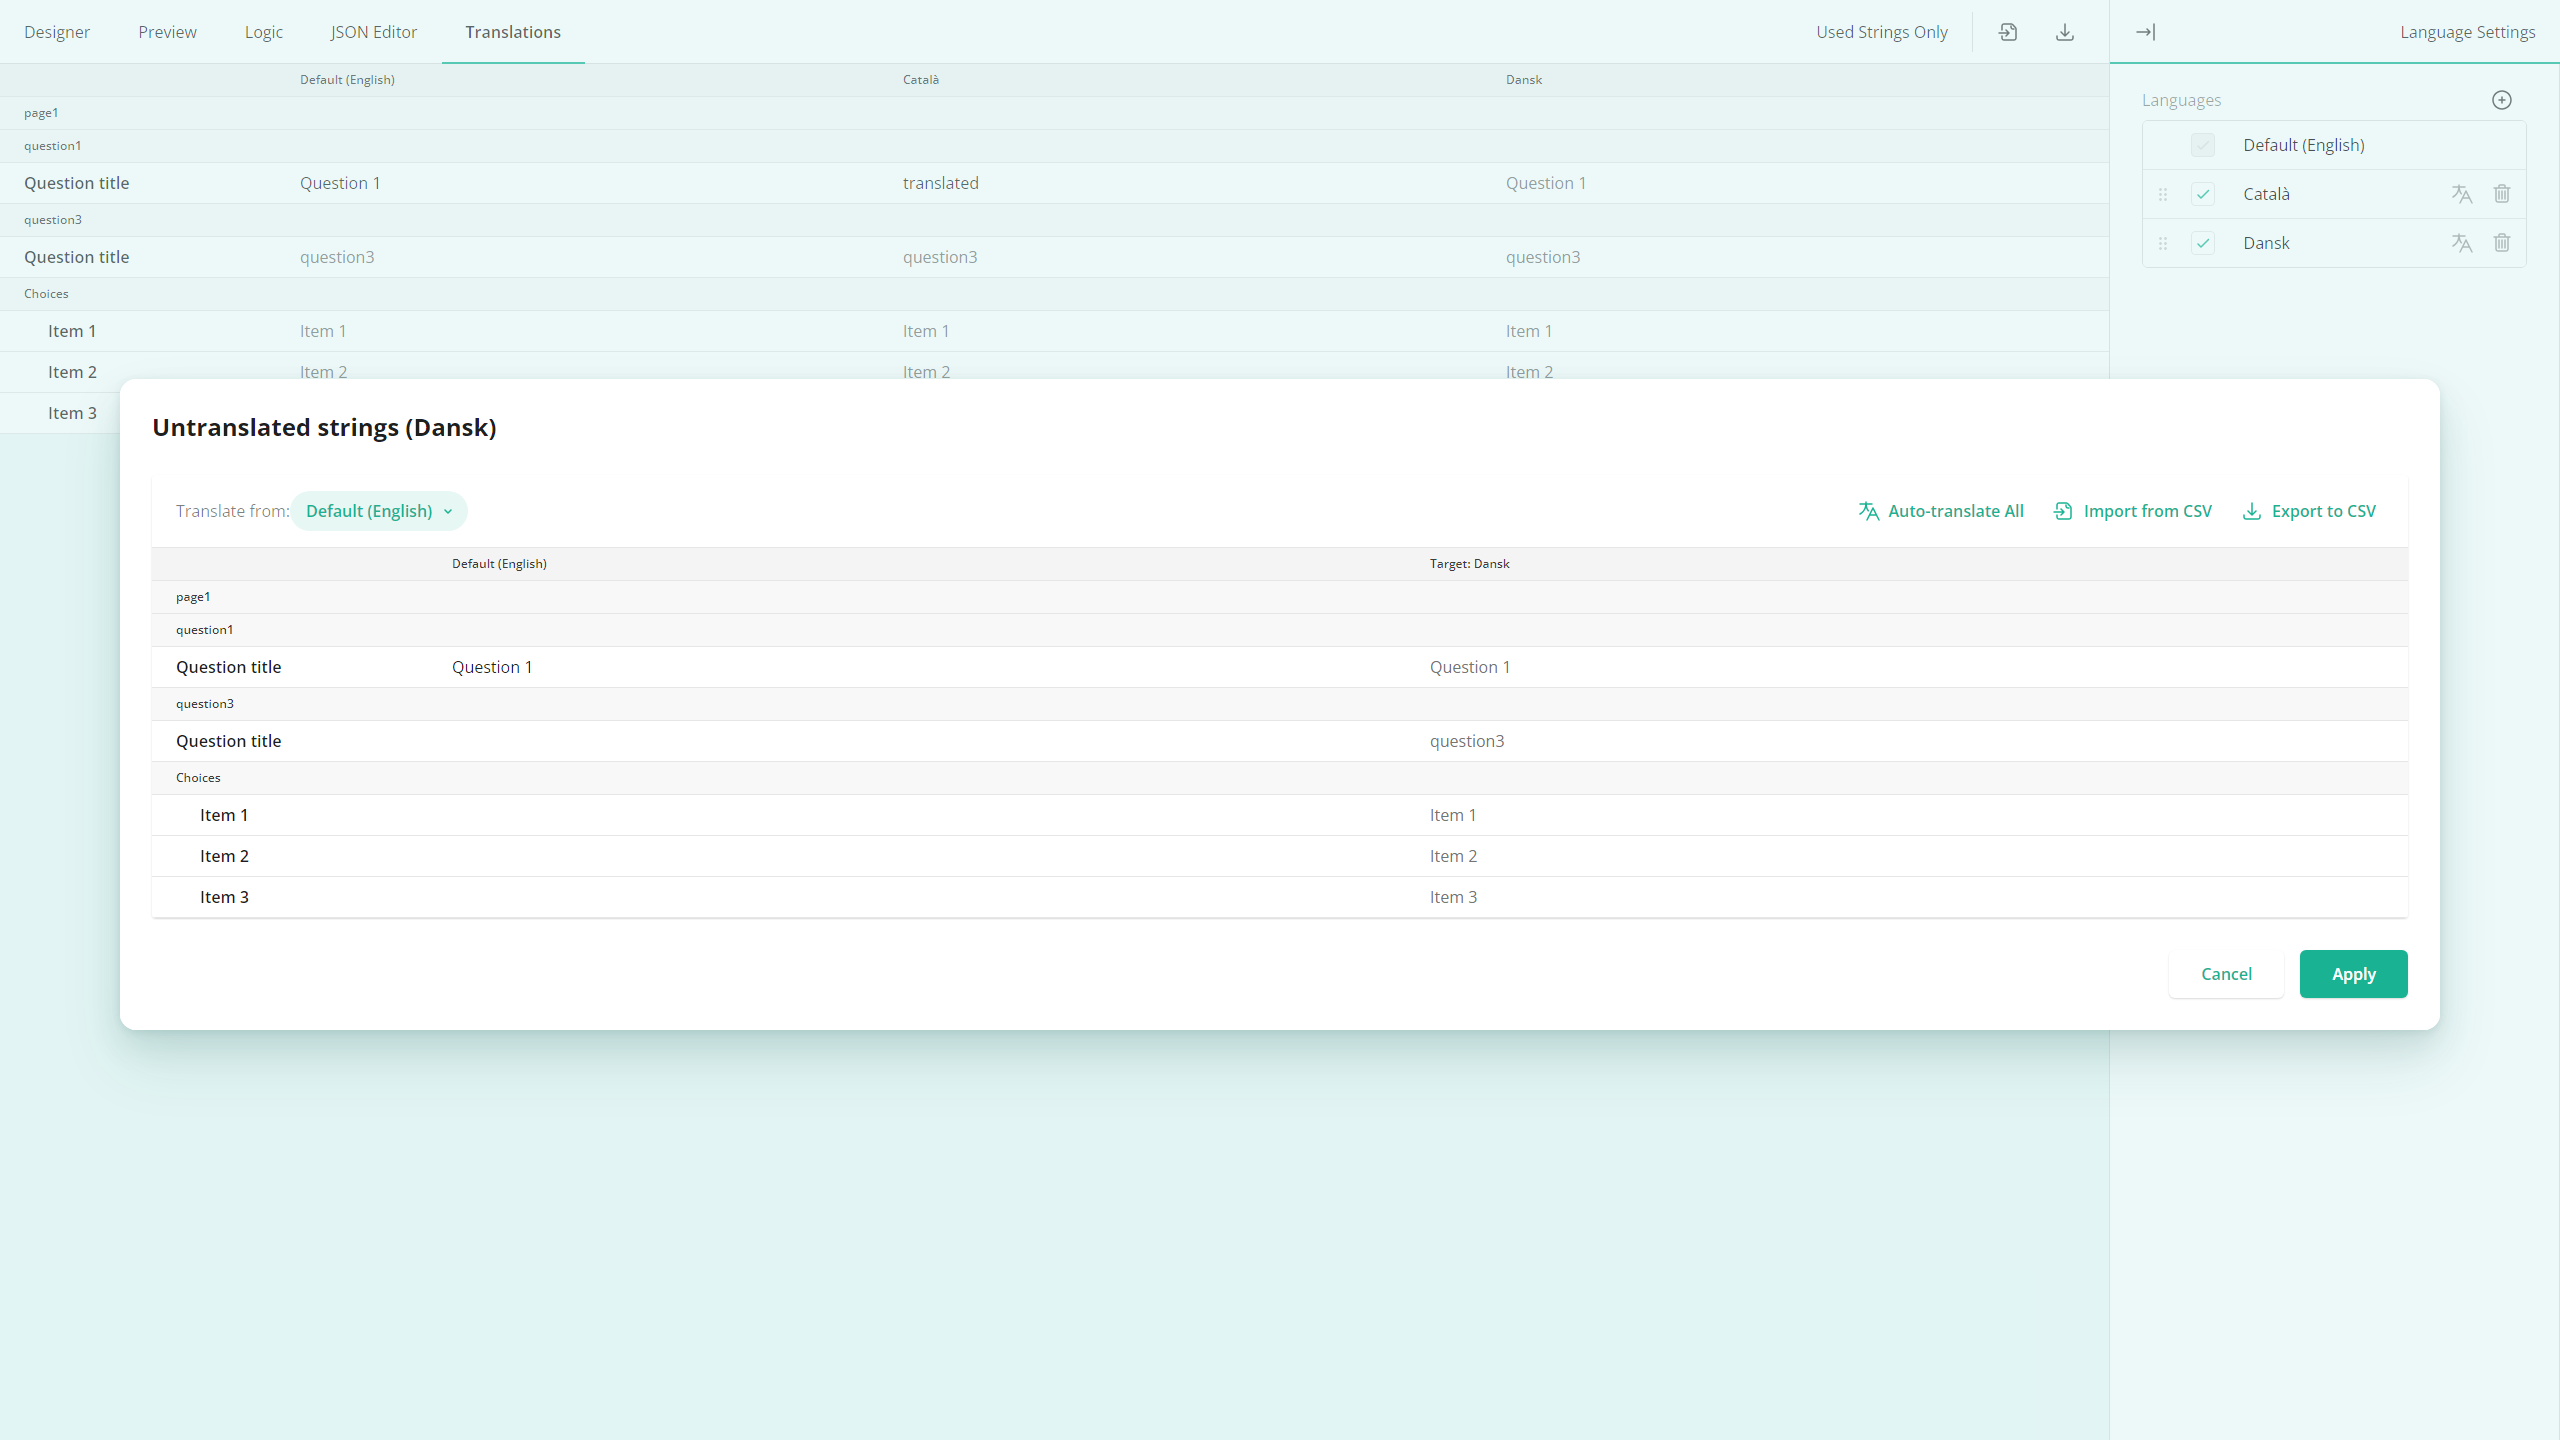 Designer Preview Logic JSON Editor Translations Used Strings Only Language Settings
Default (English) Català Dansk
Languages
page1
question1
Default (English)
Question title Question 1 translated Question 1
Català
question3
Dansk
Question title question3 question3 question3
Choices
Item 1 Item 1 Item 1 Item 1
Item 2 Item 2 Item 2 Item 2
Item 3
Untranslated strings (Dansk)
Translate from: Default (English) Auto-translate All Import from CSV Export to CSV
Default (English) Target: Dansk
page1
question1
Question title Question 1 Question 1
question3
Question title question3
Choices
Item 1 Item 1
Item 2 Item 2
Item 3 Item 3
Cancel Apply